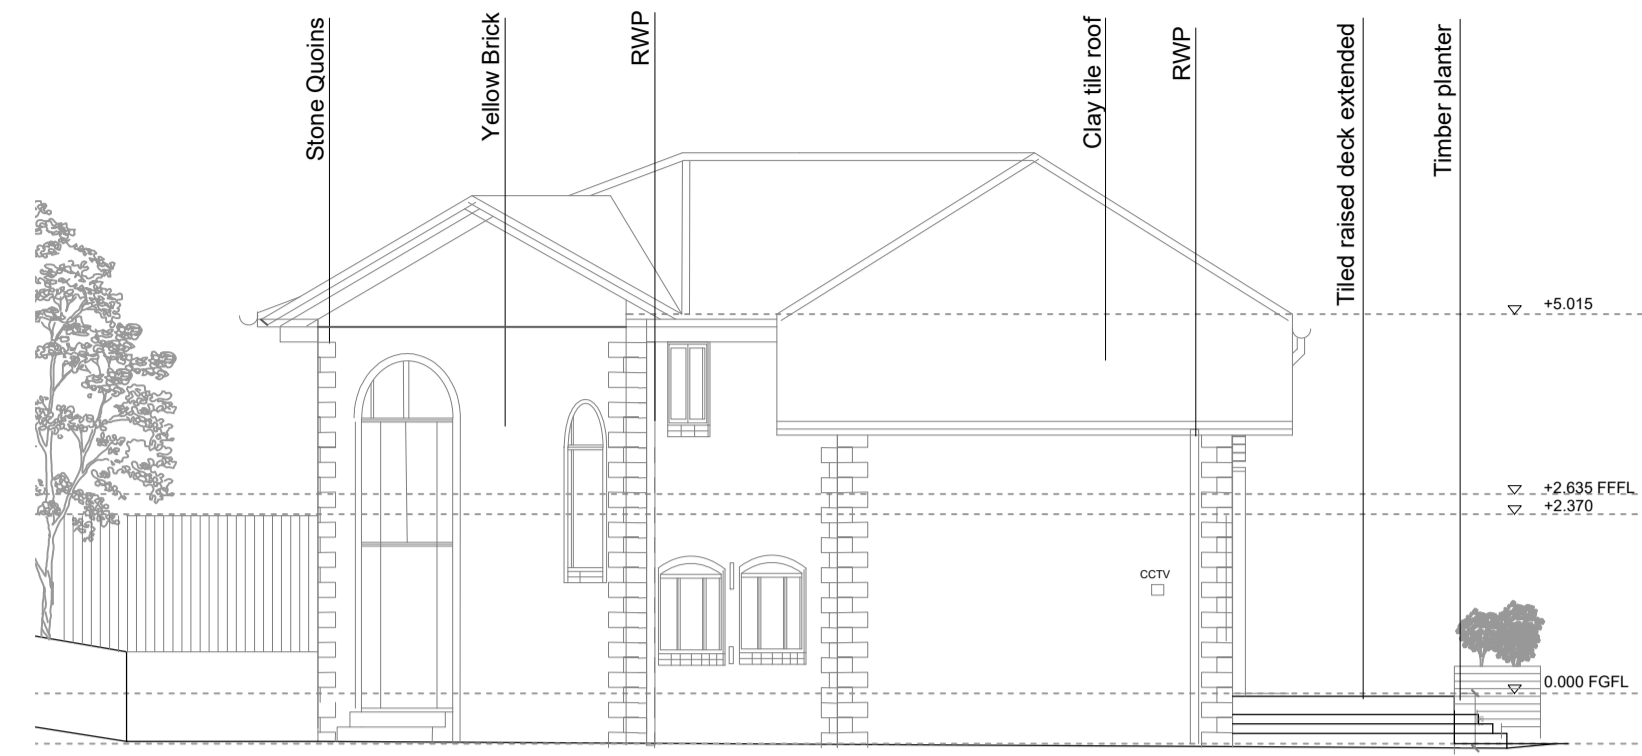 Stone Quoins
Yellow Brick
RWP
Clay tile roof
RWP
Tiled raised deck extended
Timber planter
+5.015
+2.635 FFFL
+2.370
CCTV
0.000 FGFL